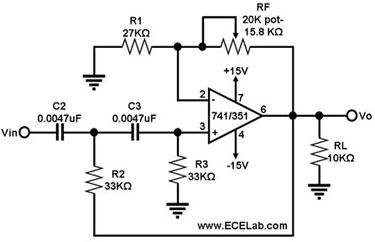 R1
27KΩ
RF
20K pot-
15.8 KΩ
+15V
2
-
7
6
Vo
C2
0.0047uF
C3
0.0047uF
741/351
Vin
3
+
4
RL
10KΩ
R2
33KΩ
R3
33KΩ
-15V
www.ECELab.com